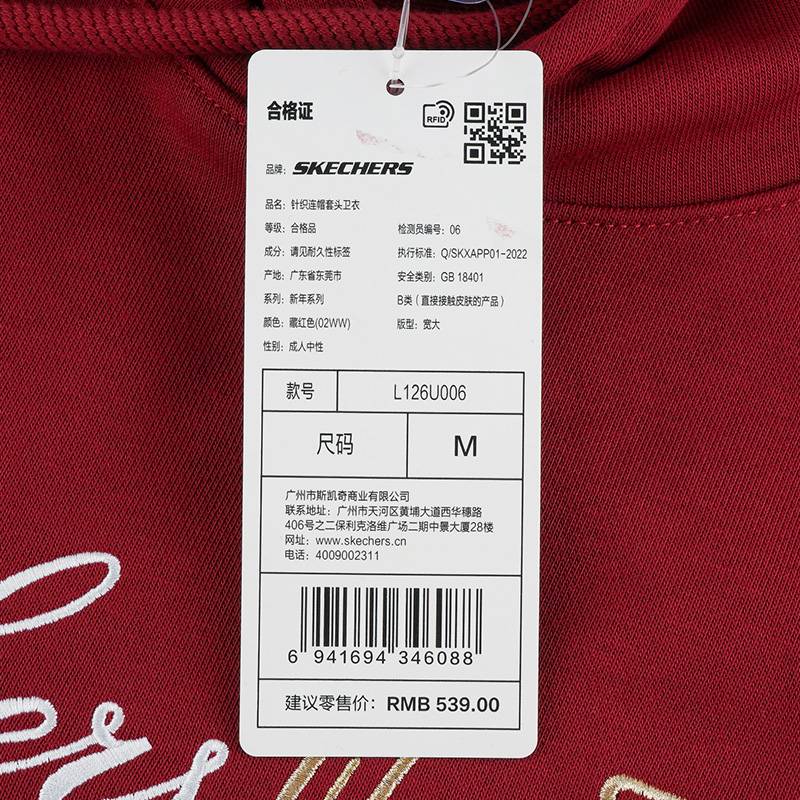 合格证
RFID
品牌: SKECHERS
品名: 针织连帽套头卫衣
等级: 合格品
检测员编号: 06
成分: 请见耐久性标签
执行标准: Q/SKXAPP01-2022
产地: 广东省东莞市
安全类别: GB 18401
系列: 新年系列
B类（直接接触皮肤的产品）
颜色: 藏红色(02WW)
版型: 宽大
性别: 成人中性
款号 L126U006
尺码 M
广州市斯凯奇商业有限公司
联系地址: 广州市天河区黄埔大道西华穗路
406号之二保利克洛维广场二期中景大厦28楼
网址: www.skechers.cn
电话: 4009002311
6 941694 346088
建议零售价: RMB 539.00